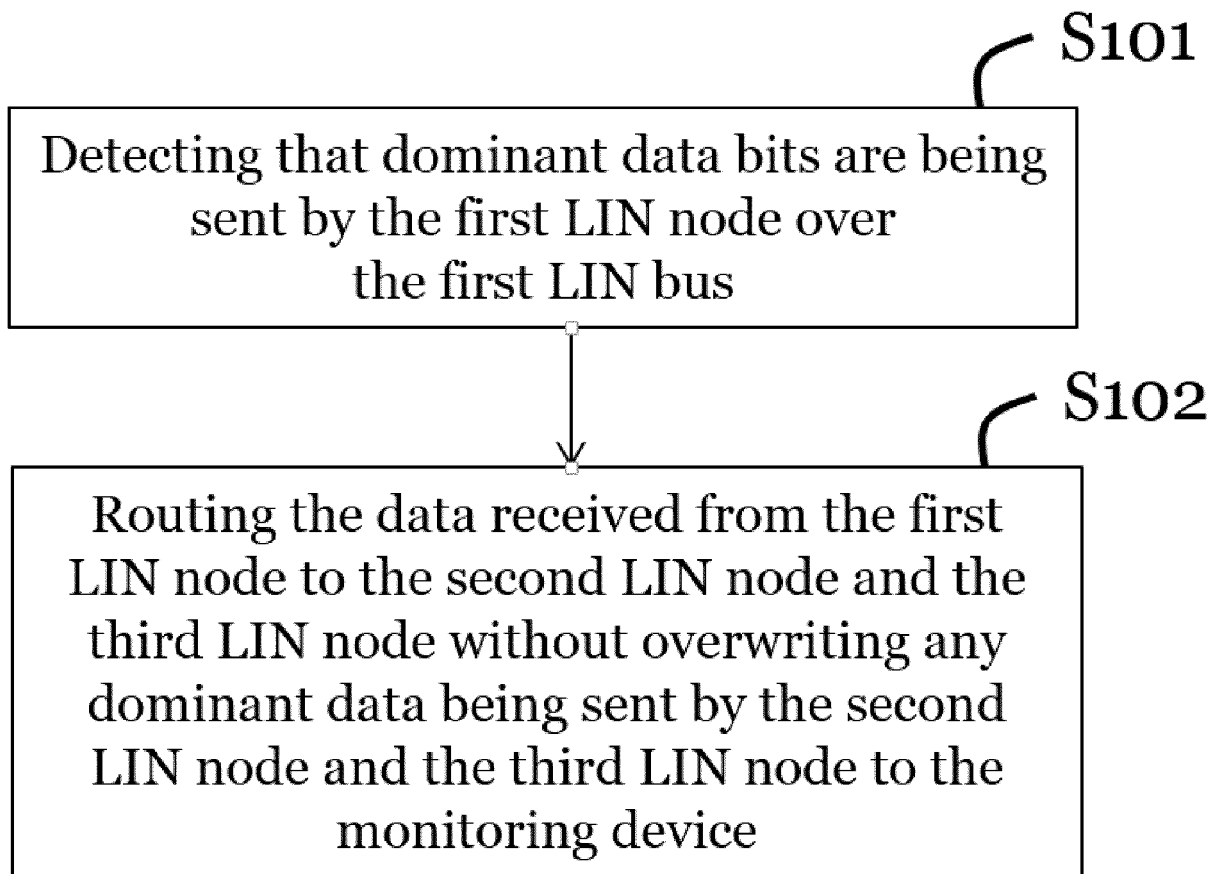 S101
Detecting that dominant data bits are being
sent by the first LIN node over
the first LIN bus
S102
Routing the data received from the first
LIN node to the second LIN node and the
third LIN node without overwriting any
dominant data being sent by the second
LIN node and the third LIN node to the
monitoring device